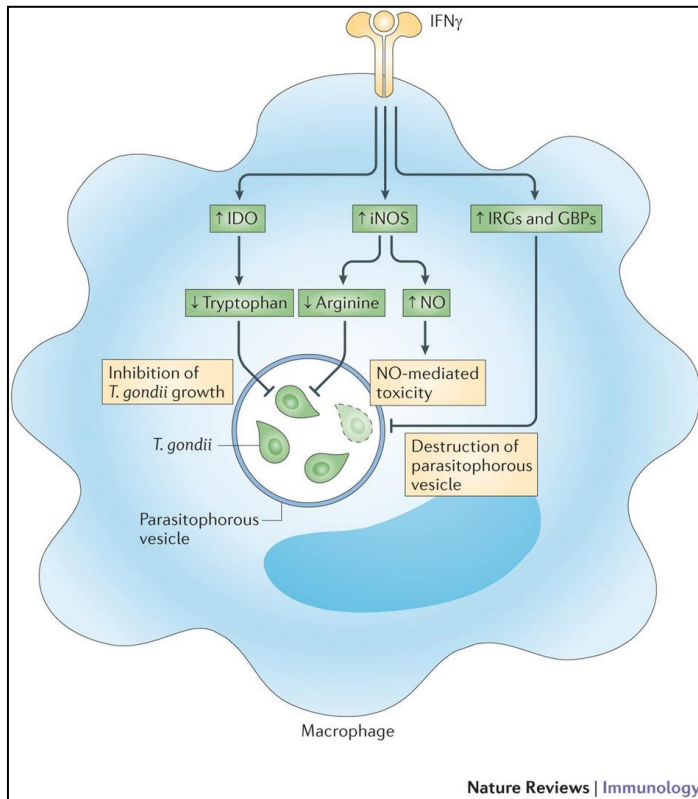 IFNγ
↑ IDO
↑ iNOS
↑ IRGs and GBPs
↓ Tryptophan
↓ Arginine
↑ NO
Inhibition of
T. gondii growth
NO-mediated
toxicity
T. gondii
Destruction of
parasitophorous
vesicle
Parasitophorous
vesicle
Macrophage
Nature Reviews | Immunology